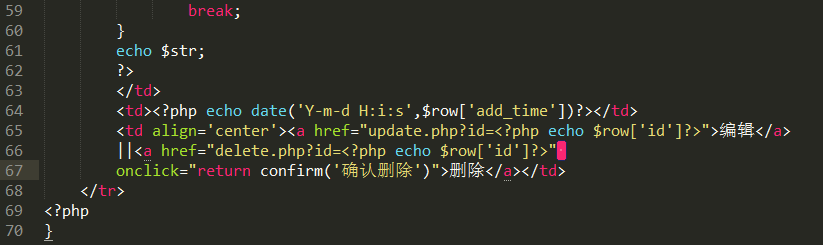 59 break;
60 }
61 echo $str;
62 ?>
63 </td>
64 <td><?php echo date('Y-m-d H:i:s',$row['add_time'])?></td>
65 <td align='center'><a href="update.php?id=<?php echo $row['id']?>">编辑</a>
66 ||<a href="delete.php?id=<?php echo $row['id']?>"
67 onclick="return confirm('确认删除')">删除</a></td>
68 </tr>
69 <?php
70 }